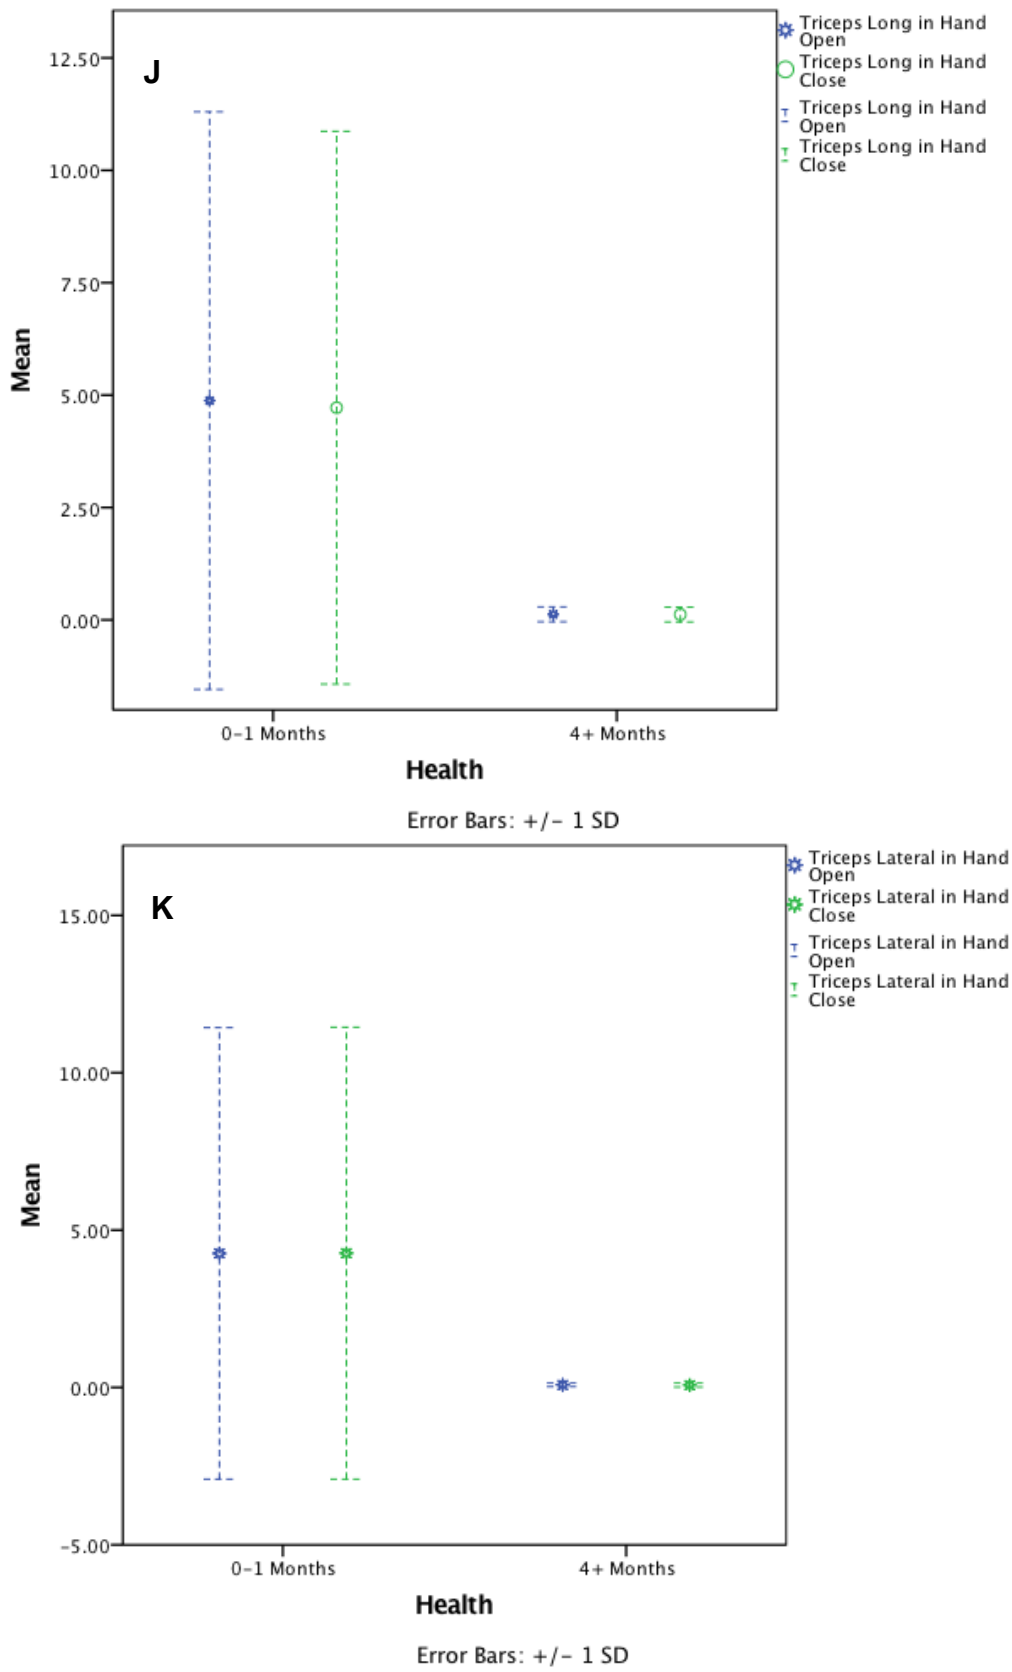 J
Triceps Long in Hand
Open
Triceps Long in Hand
Close
Triceps Long in Hand
Open
Triceps Long in Hand
Close
12.50
10.00
7.50
5.00
2.50
0.00
Mean
0–1 Months
4+ Months
Health
Error Bars: +/– 1 SD
K
Triceps Lateral in Hand
Open
Triceps Lateral in Hand
Close
Triceps Lateral in Hand
Open
Triceps Lateral in Hand
Close
15.00
10.00
5.00
0.00
–5.00
Mean
0–1 Months
4+ Months
Health
Error Bars: +/– 1 SD